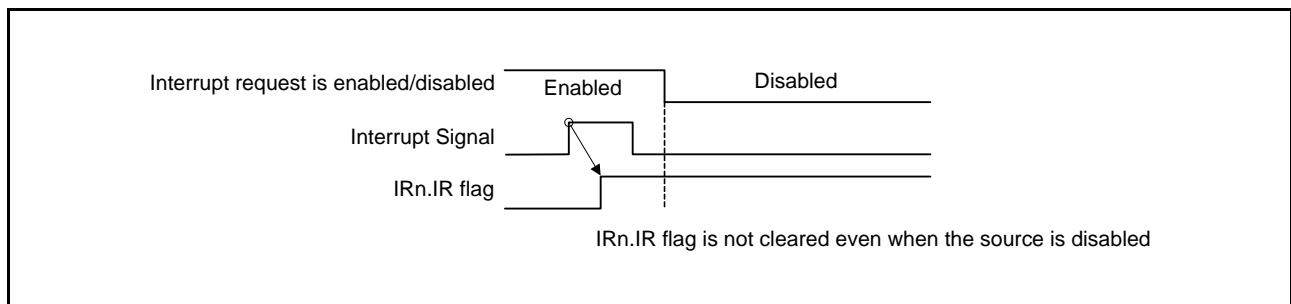 Interrupt request is enabled/disabled
Enabled
Disabled
Interrupt Signal
IRn.IR flag
IRn.IR flag is not cleared even when the source is disabled